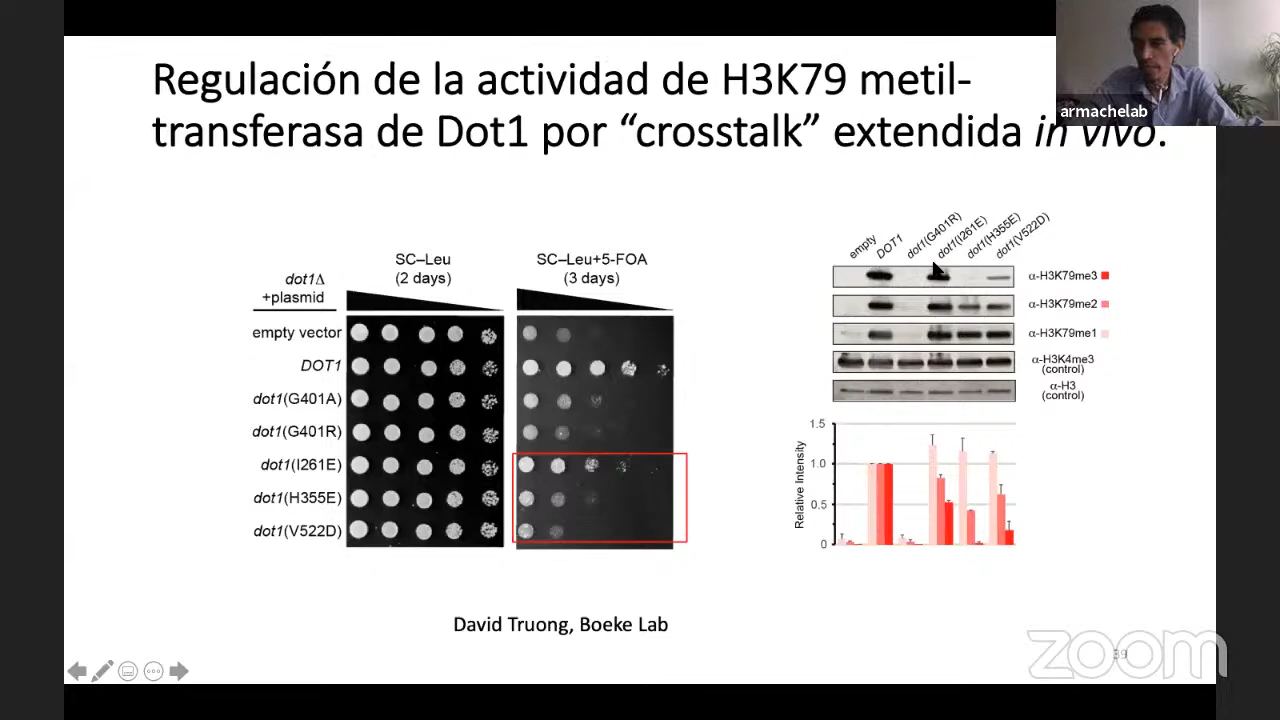 Regulación de la actividad de H3K79 metil-
transferasa de Dot1 por “crosstalk” extendida in vivo.
armachelab
dot1Δ
+plasmid
SC–Leu
(2 days)
SC–Leu+5-FOA
(3 days)
empty vector
DOT1
dot1(G401A)
dot1(G401R)
dot1(I261E)
dot1(H355E)
dot1(V522D)
empty
DOT1
dot1(G401R)
dot1(I261E)
dot1(H355E)
dot1(V522D)
α-H3K79me3
α-H3K79me2
α-H3K79me1
α-H3K4me3
(control)
α-H3
(control)
Relative Intensity
1.5
1.0
0.5
0
David Truong, Boeke Lab
39
zoom